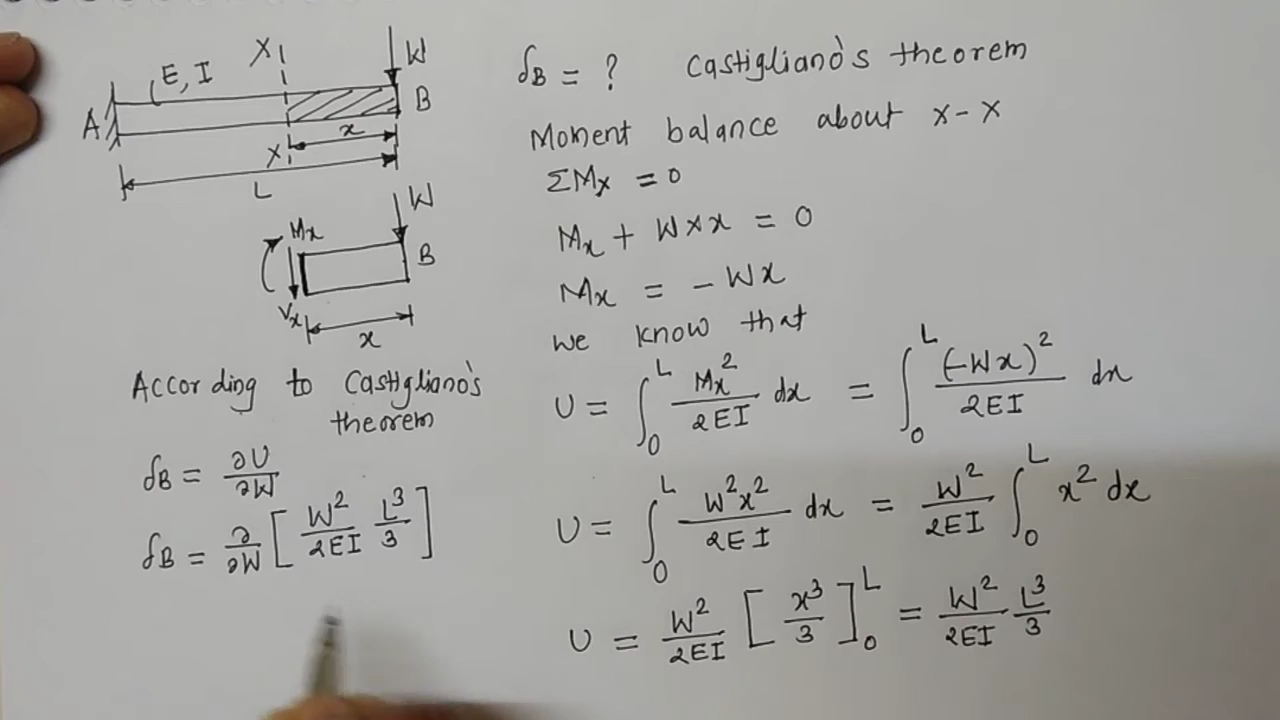 X
E, I
W
A
B
x
X
L
W
Mx
B
Vx
x
According to Castigliano's
theorem
δB = ∂U/∂W
δB = ∂/∂W [ W²/2EI L³/3 ]
δB = ? Castigliano's theorem
Moment balance about x-x
ΣMx = 0
Mx + W×x = 0
Mx = -Wx
we know that
U = ∫₀ᴸ Mx²/2EI dx = ∫₀ᴸ (-Wx)²/2EI dx
U = ∫₀ᴸ W²x²/2EI dx = W²/2EI ∫₀ᴸ x² dx
U = W²/2EI [ x³/3 ]₀ᴸ = W²/2EI L³/3